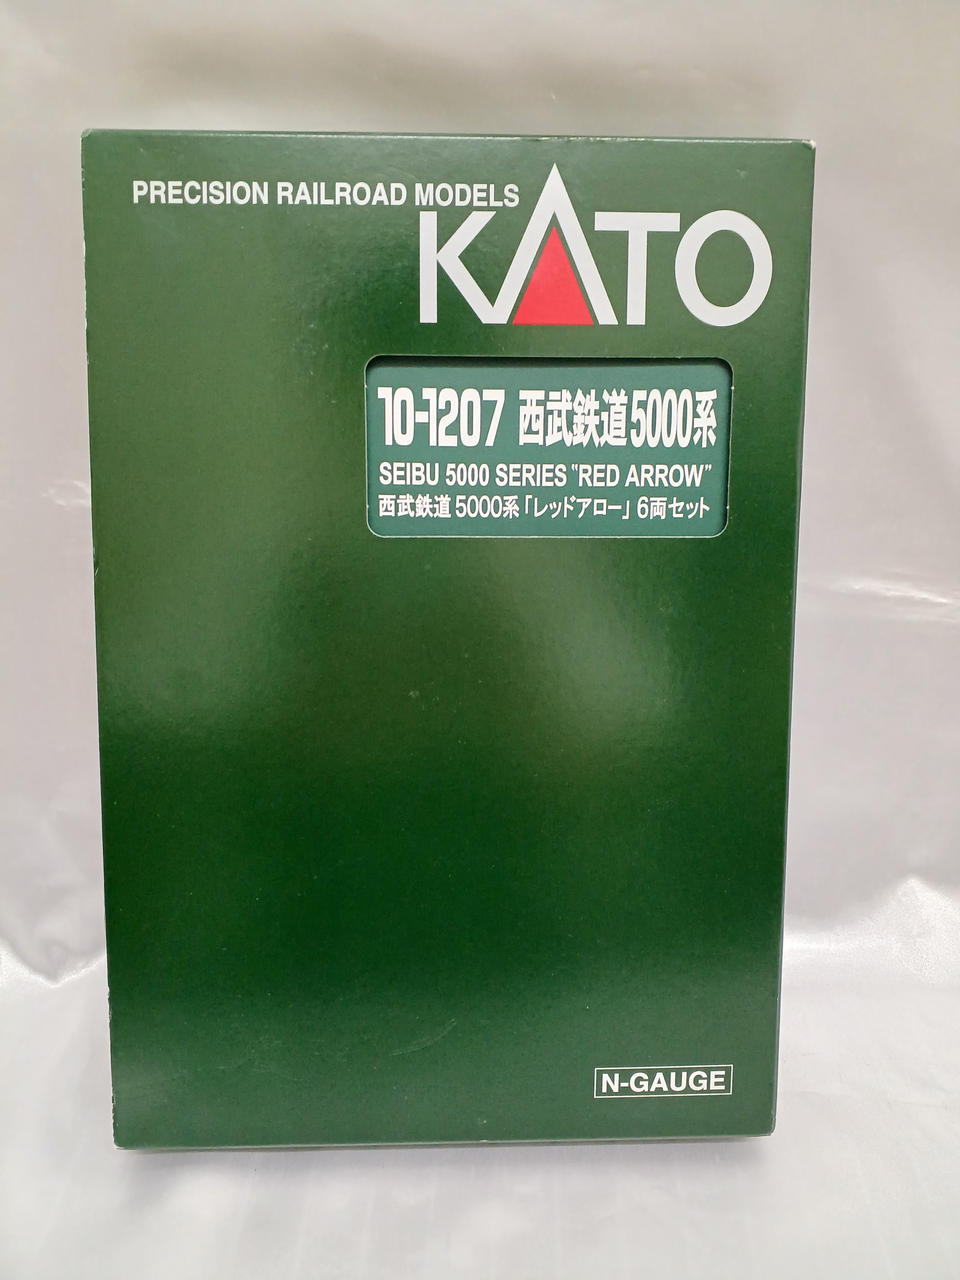 PRECISION RAILROAD MODELS
KATO
10-1207 西武鉄道5000系
SEIBU 5000 SERIES "RED ARROW"
西武鉄道5000系「レッドアロー」6両セット
N-GAUGE